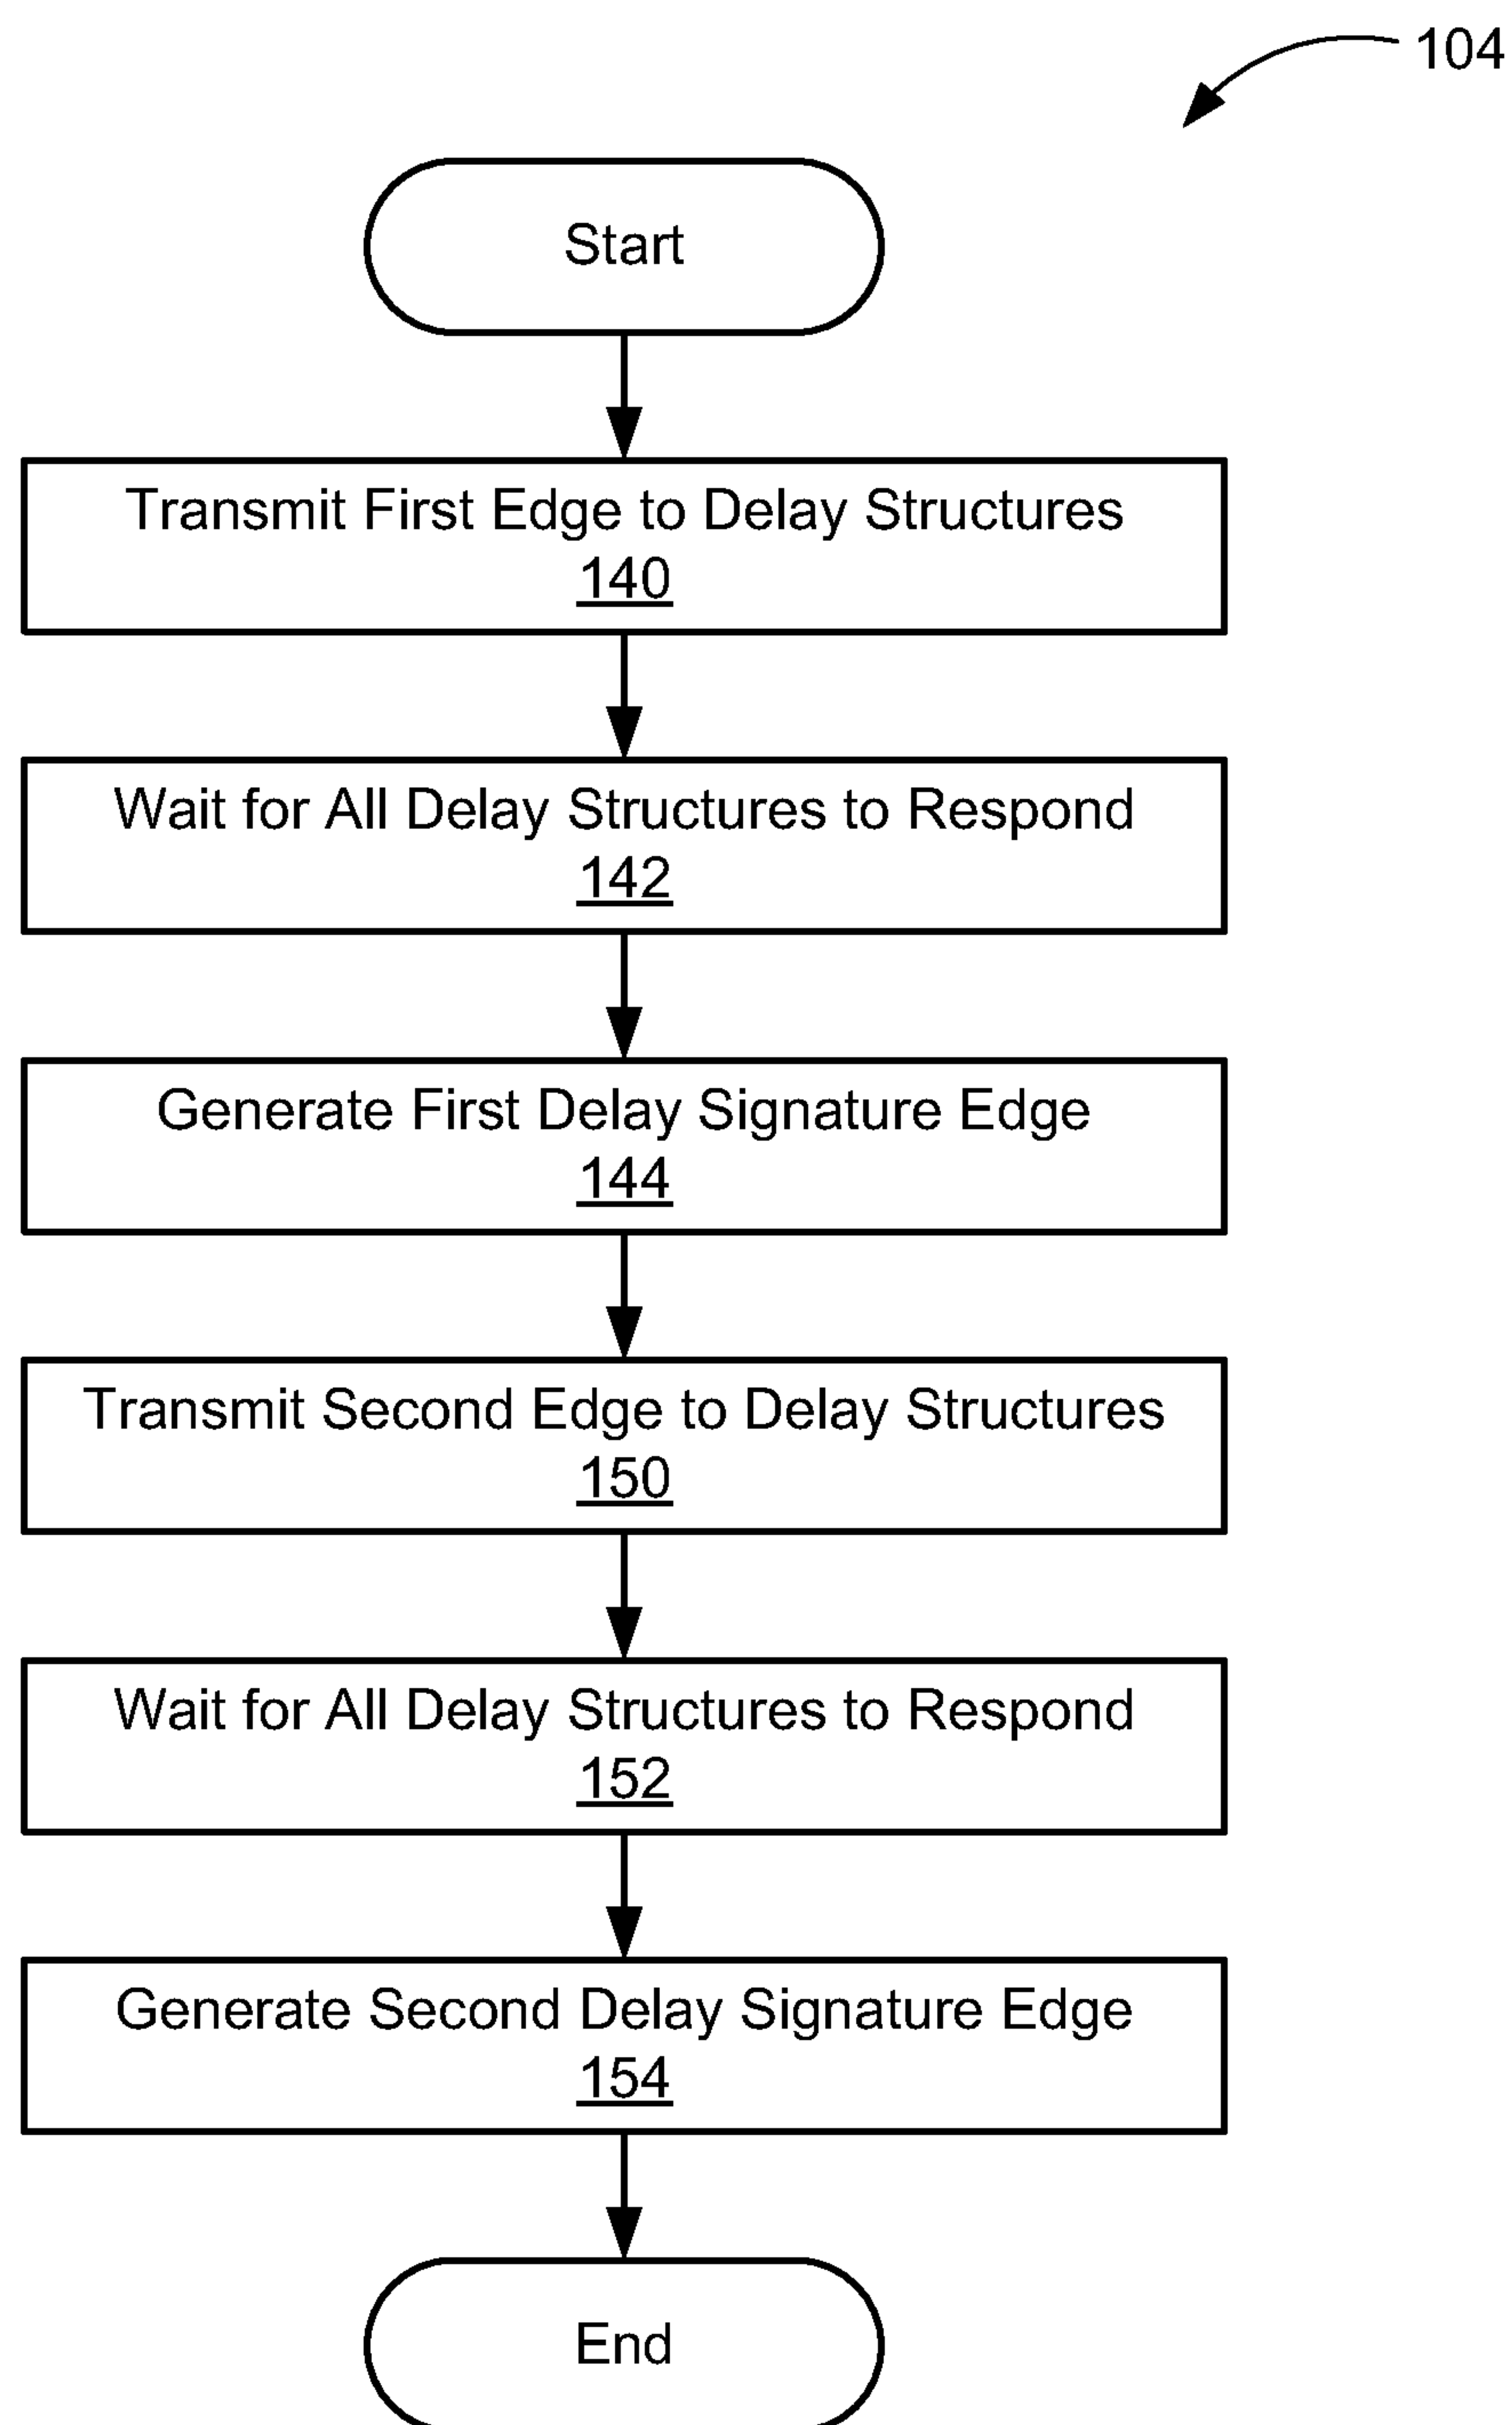 104
Start
Transmit First Edge to Delay Structures
140
Wait for All Delay Structures to Respond
142
Generate First Delay Signature Edge
144
Transmit Second Edge to Delay Structures
150
Wait for All Delay Structures to Respond
152
Generate Second Delay Signature Edge
154
End